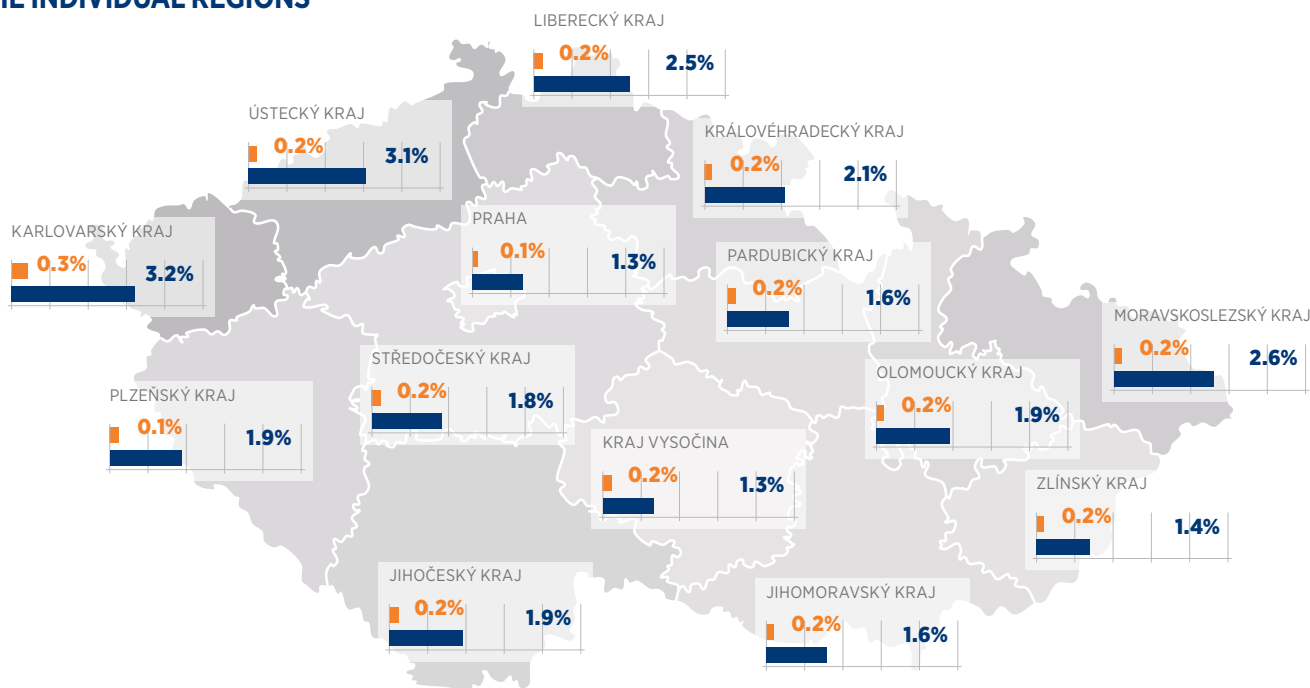 INDIVIDUAL REGIONS
LIBERECKÝ KRAJ
0.2%
2.5%
ÚSTECKÝ KRAJ
0.2%
3.1%
KRÁLOVÉHRADECKÝ KRAJ
0.2%
2.1%
KARLOVARSKÝ KRAJ
0.3%
3.2%
PRAHA
0.1%
1.3%
PARDUBICKÝ KRAJ
0.2%
1.6%
MORAVSKOSLEZSKÝ KRAJ
0.2%
2.6%
STŘEDOČESKÝ KRAJ
0.2%
1.8%
OLOMOUCKÝ KRAJ
0.2%
1.9%
PLZEŇSKÝ KRAJ
0.1%
1.9%
KRAJ VYSOČINA
0.2%
1.3%
ZLÍNSKÝ KRAJ
0.2%
1.4%
JIHOČESKÝ KRAJ
0.2%
1.9%
JIHOMORAVSKÝ KRAJ
0.2%
1.6%